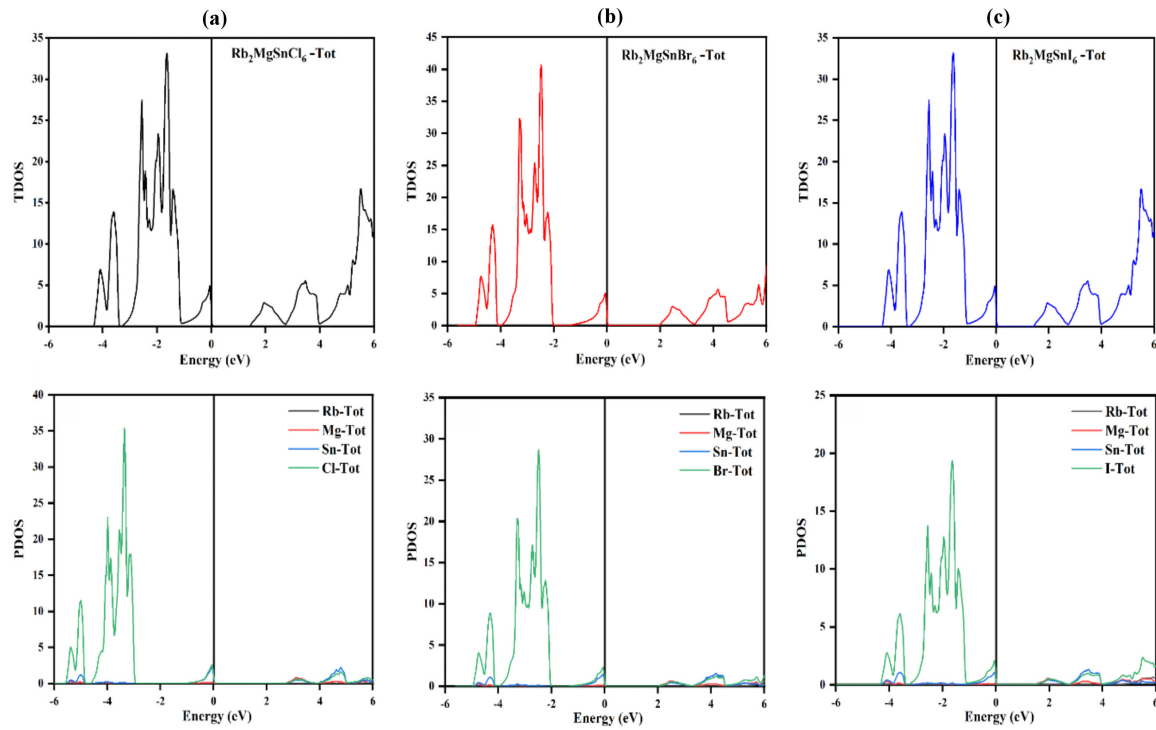 (a)
(b)
(c)
Rb₂MgSnCl₆ -Tot
TDOS
35
30
25
20
15
10
5
0
-6 -4 -2 0 2 4 6
Energy (eV)
Rb₂MgSnBr₆ -Tot
TDOS
45
40
35
30
25
20
15
10
5
0
-6 -4 -2 0 2 4 6
Energy (eV)
Rb₂MgSnI₆ -Tot
TDOS
35
30
25
20
15
10
5
0
-6 -4 -2 0 2 4 6
Energy (eV)
Rb-Tot
Mg-Tot
Sn-Tot
Cl-Tot
PDOS
40
35
30
25
20
15
10
5
0
-6 -4 -2 0 2 4 6
Energy (eV)
Rb-Tot
Mg-Tot
Sn-Tot
Br-Tot
PDOS
35
30
25
20
15
10
5
0
-6 -4 -2 0 2 4 6
Energy (eV)
Rb-Tot
Mg-Tot
Sn-Tot
I-Tot
PDOS
25
20
15
10
5
0
-6 -4 -2 0 2 4 6
Energy (eV)